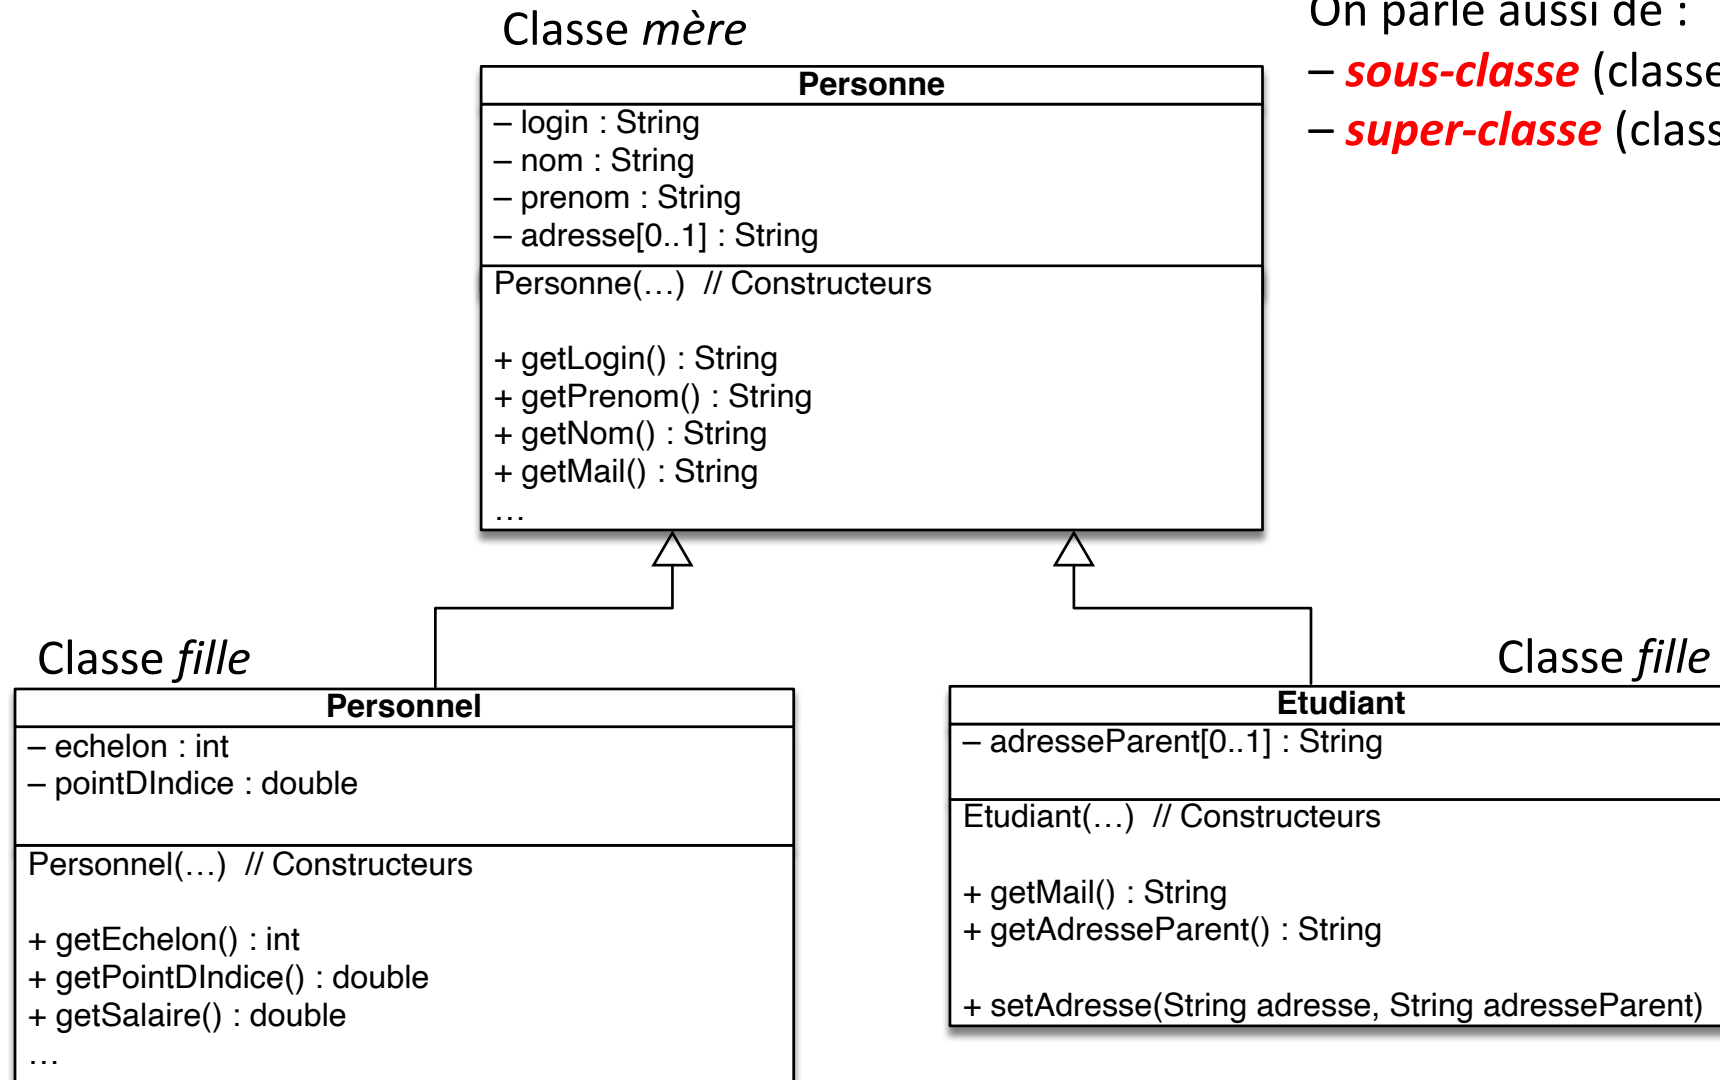 Classe mère
On parle aussi de :
– sous-classe (classe
– super-classe (class
Personne
– login : String
– nom : String
– prenom : String
– adresse[0..1] : String
Personne(…) // Constructeurs
+ getLogin() : String
+ getPrenom() : String
+ getNom() : String
+ getMail() : String
…
Classe fille
Personnel
– echelon : int
– pointDIndice : double
Personnel(…) // Constructeurs
+ getEchelon() : int
+ getPointDIndice() : double
+ getSalaire() : double
…
Classe fille
Etudiant
– adresseParent[0..1] : String
Etudiant(…) // Constructeurs
+ getMail() : String
+ getAdresseParent() : String
+ setAdresse(String adresse, String adresseParent)